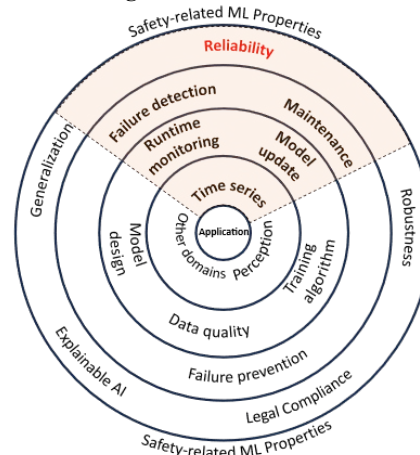 Safety-related ML Properties
Reliability
Failure detection
Maintenance
Runtime
monitoring
Model
update
Time series
Application
Other domains
Perception
Generalization
Robustness
Model
design
Training
algorithm
Data quality
Failure prevention
Explainable AI
Legal Compliance
Safety-related ML Properties